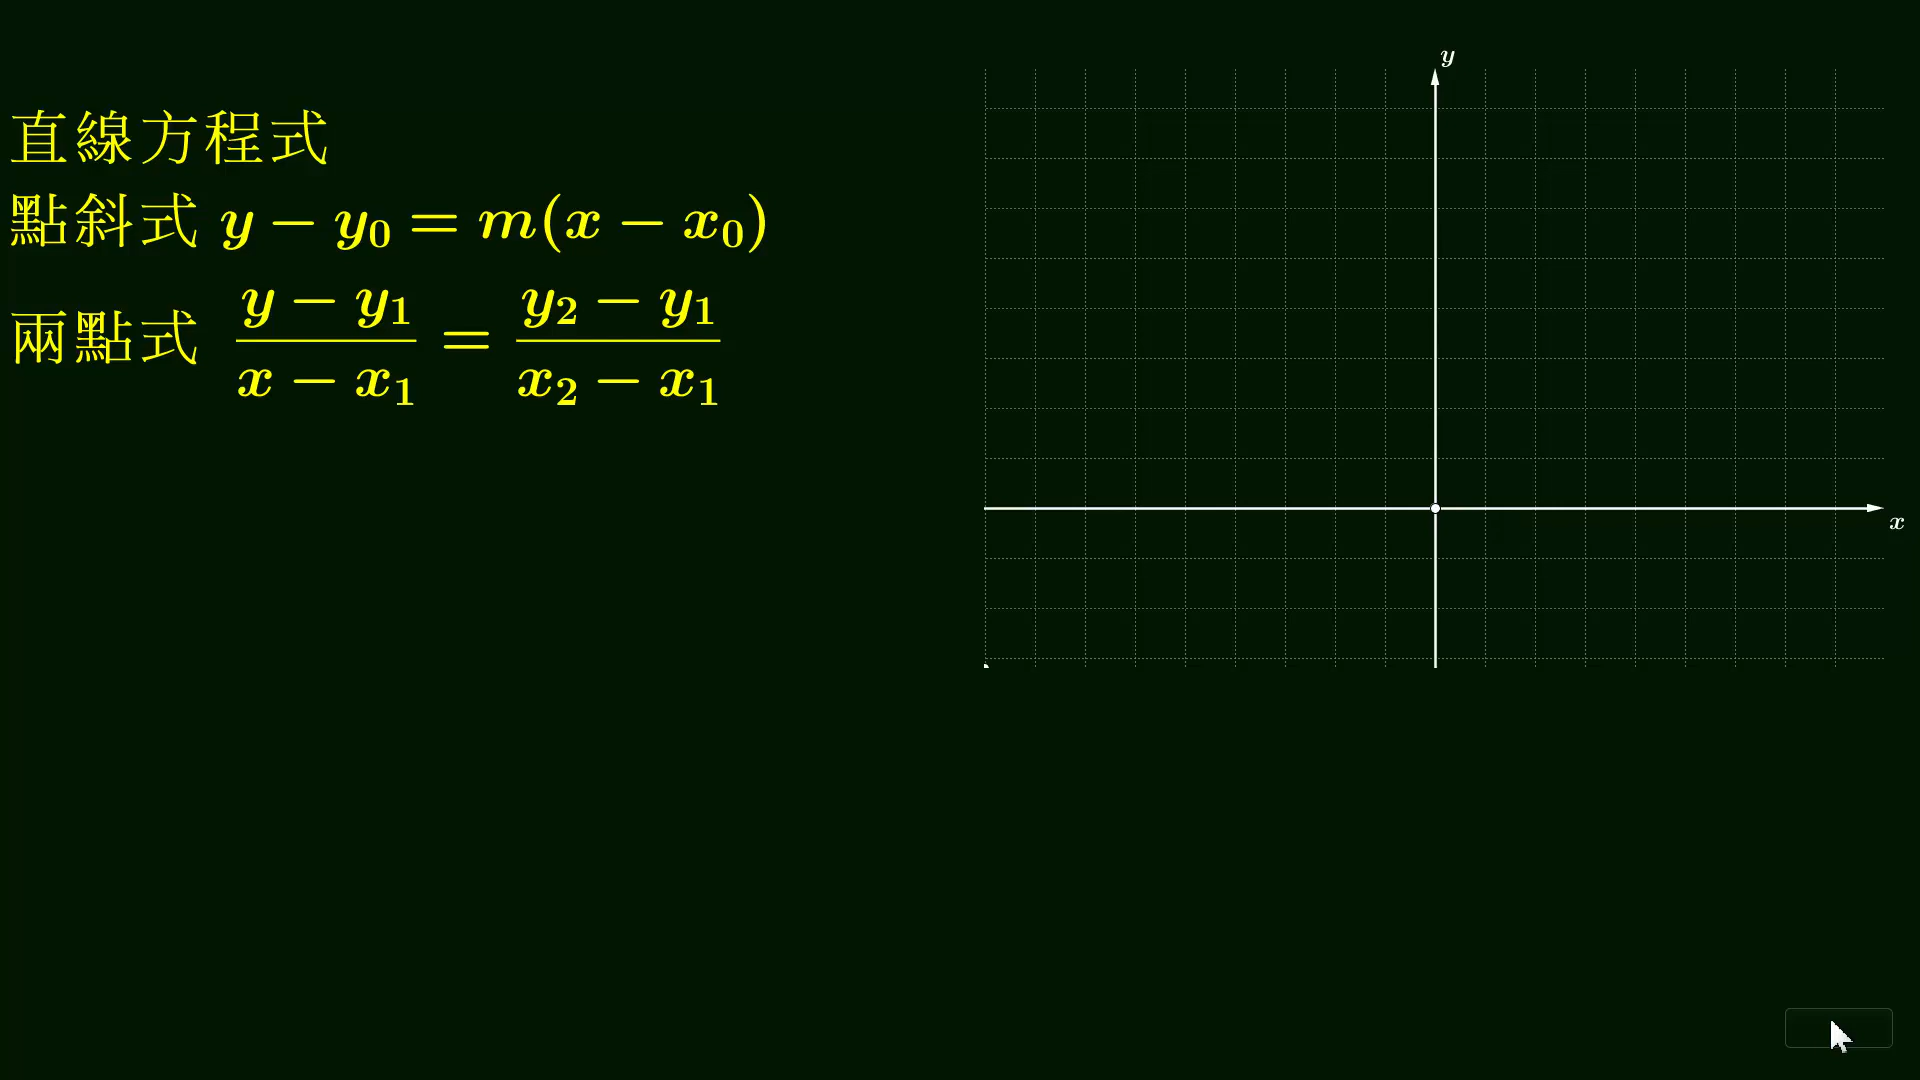 直線方程式
點斜式 y − y₀ = m(x − x₀)
兩點式 (y − y₁)/(x − x₁) = (y₂ − y₁)/(x₂ − x₁)
y
x